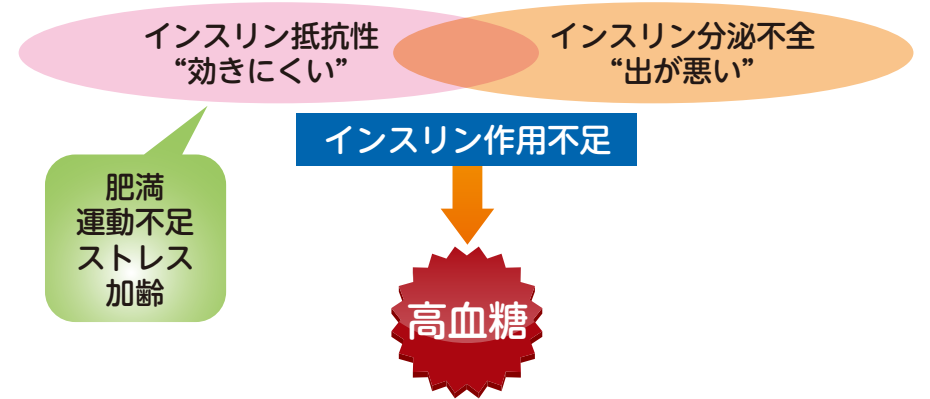 インスリン抵抗性
“効きにくい”
インスリン分泌不全
“出が悪い”
インスリン作用不足
肥満
運動不足
ストレス
加齢
高血糖